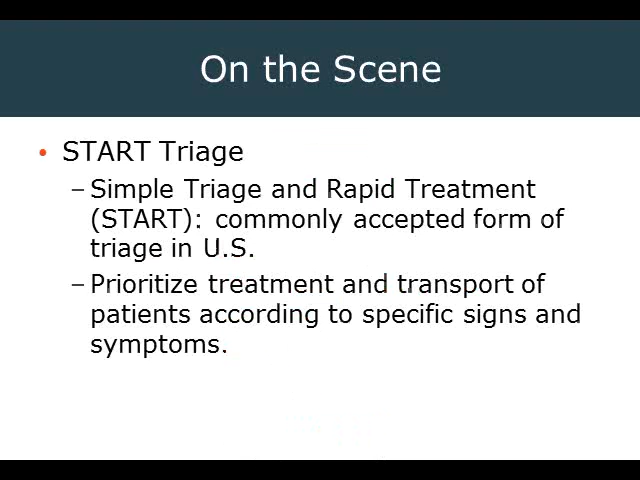 On the Scene
• START Triage
– Simple Triage and Rapid Treatment
(START): commonly accepted form of
triage in U.S.
– Prioritize treatment and transport of
patients according to specific signs and
symptoms.